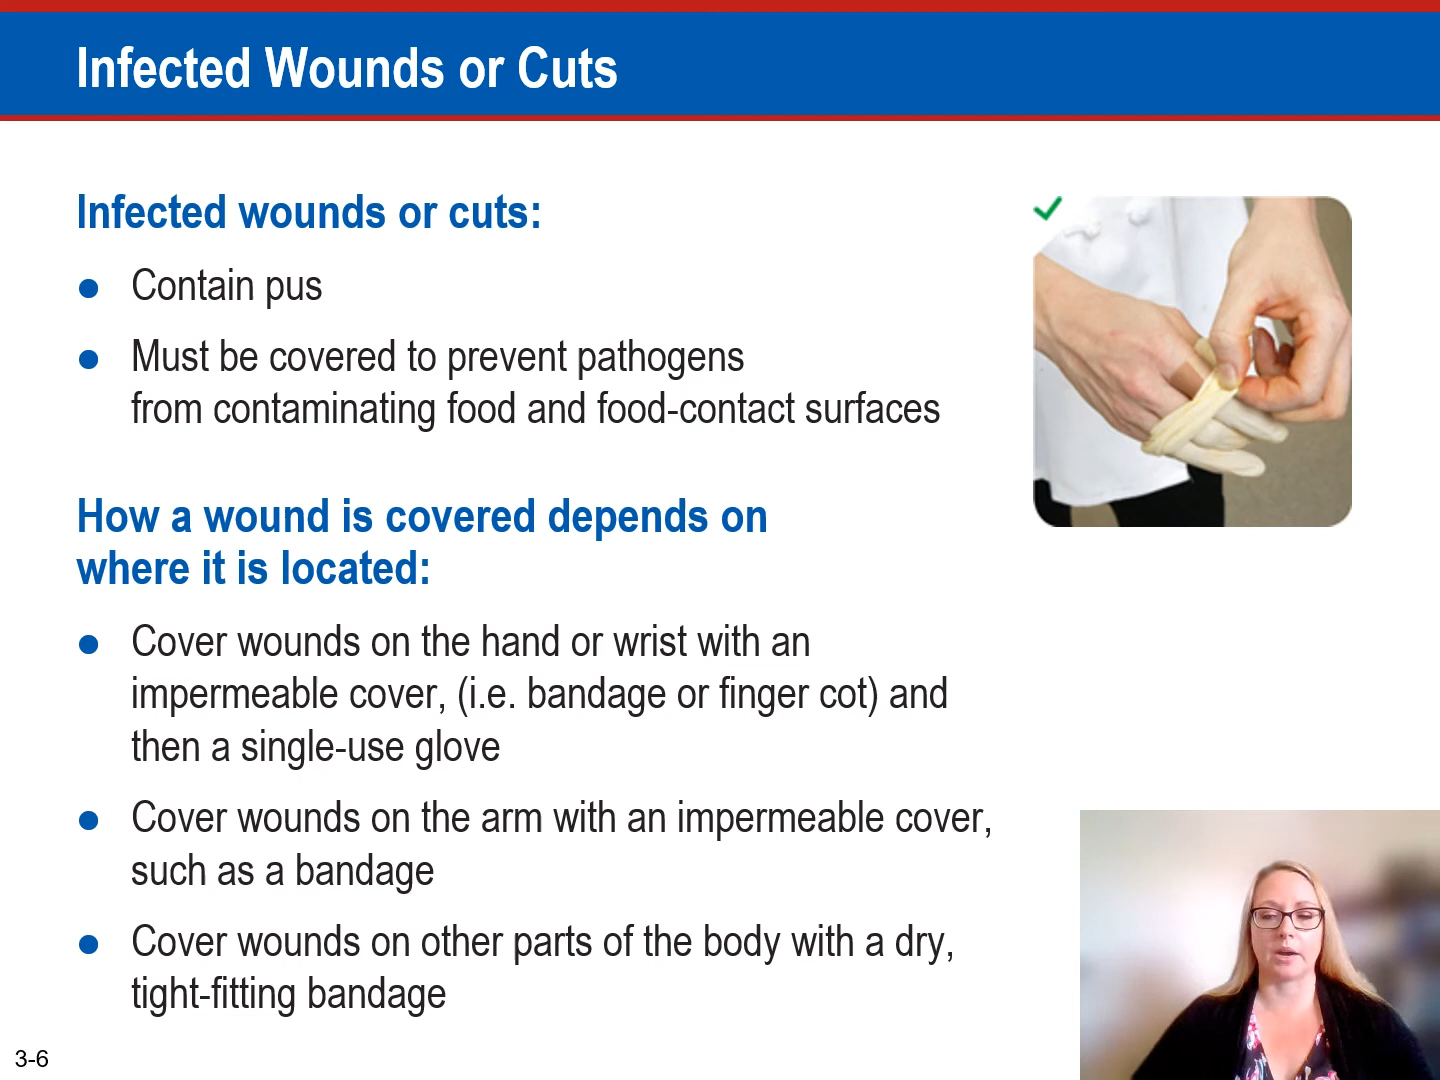 Infected Wounds or Cuts
Infected wounds or cuts:
Contain pus
Must be covered to prevent pathogens
from contaminating food and food-contact surfaces
How a wound is covered depends on
where it is located:
Cover wounds on the hand or wrist with an
impermeable cover, (i.e. bandage or finger cot) and
then a single-use glove
Cover wounds on the arm with an impermeable cover,
such as a bandage
Cover wounds on other parts of the body with a dry,
tight-fitting bandage
3-6